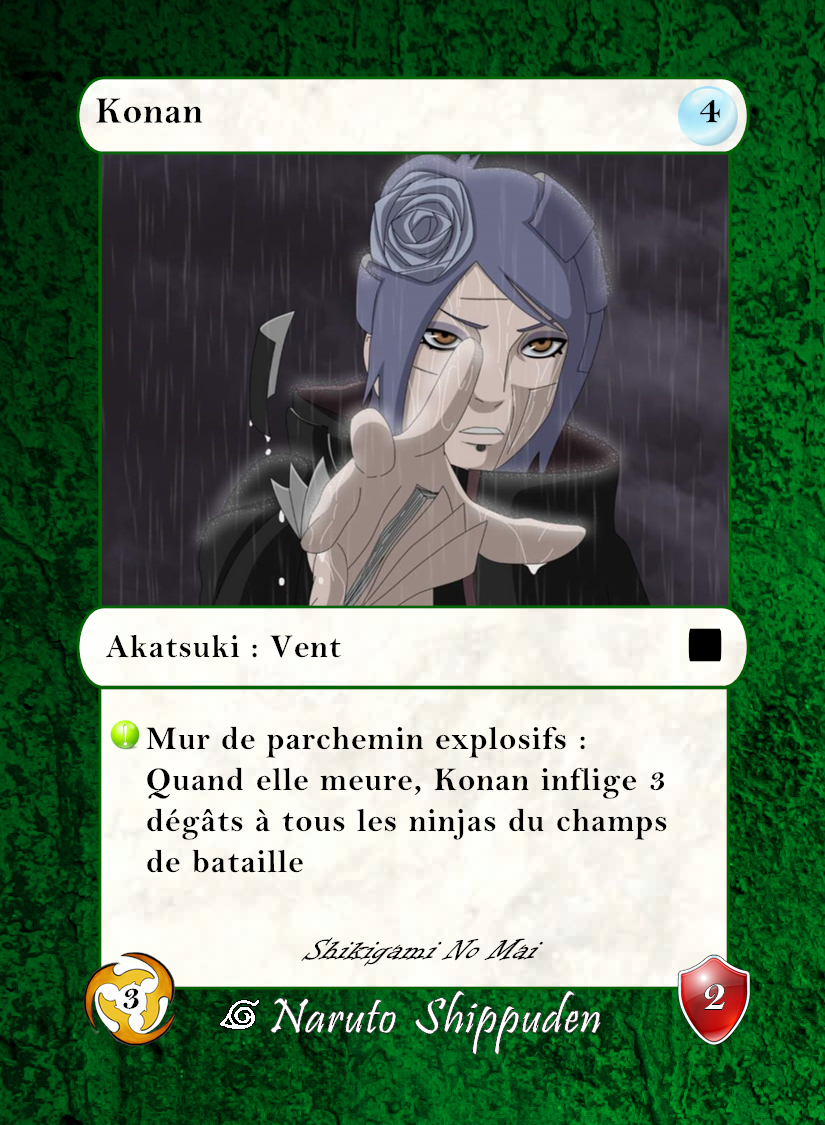 Konan
4
Akatsuki : Vent
!
Mur de parchemin explosifs :
Quand elle meure, Konan inflige 3
dégâts à tous les ninjas du champs
de bataille
Shikigami No Mai
3
Naruto Shippuden
2